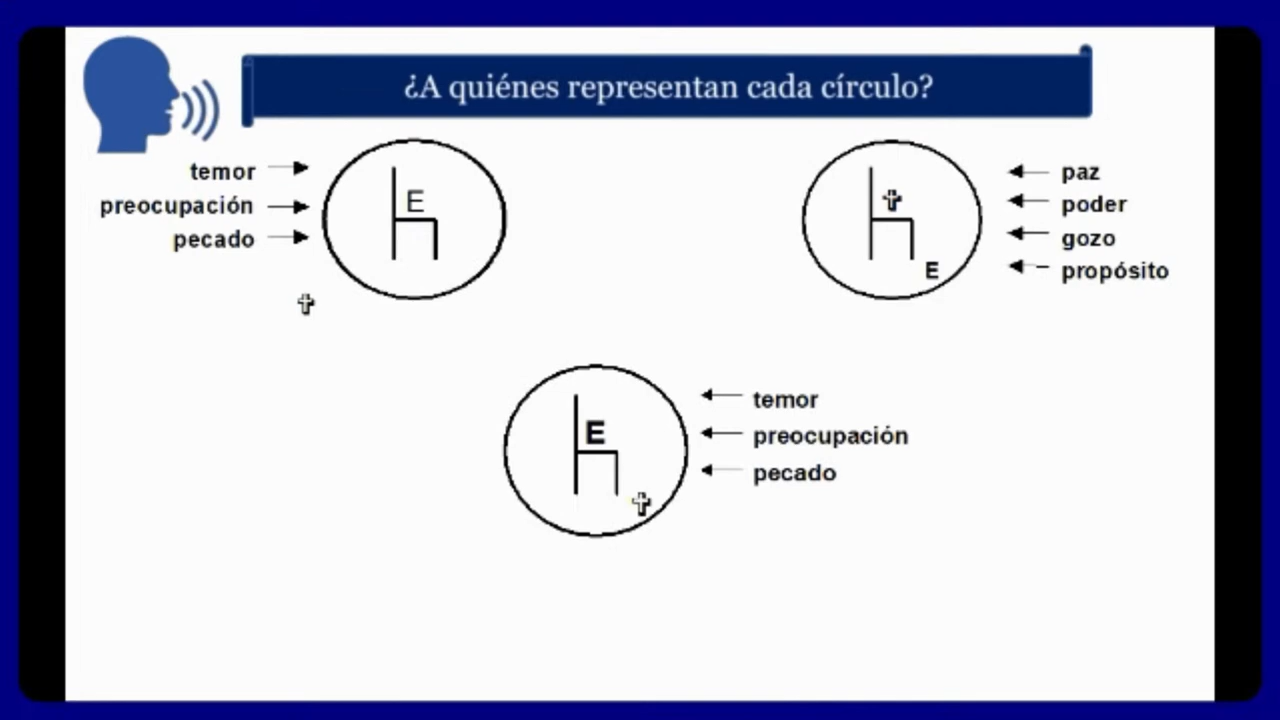 ¿A quiénes representan cada círculo?
temor
preocupación
pecado
E
E
paz
poder
gozo
propósito
E
temor
preocupación
pecado